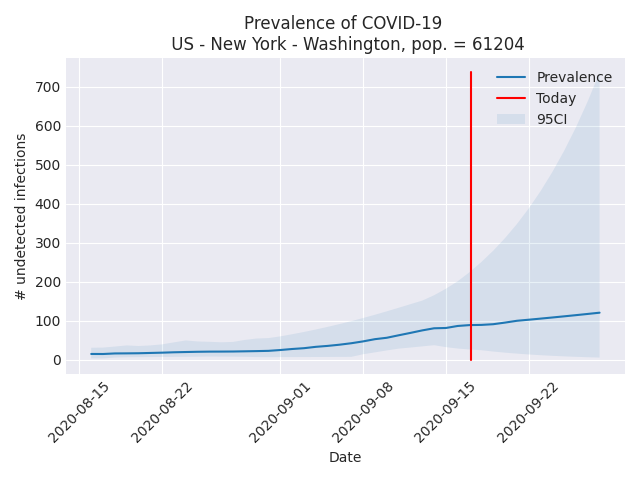 Prevalence of COVID-19
US - New York - Washington, pop. = 61204
Prevalence
Today
95CI
# undetected infections
700
600
500
400
300
200
100
0
2020-08-15
2020-08-22
2020-09-01
2020-09-08
2020-09-15
2020-09-22
Date